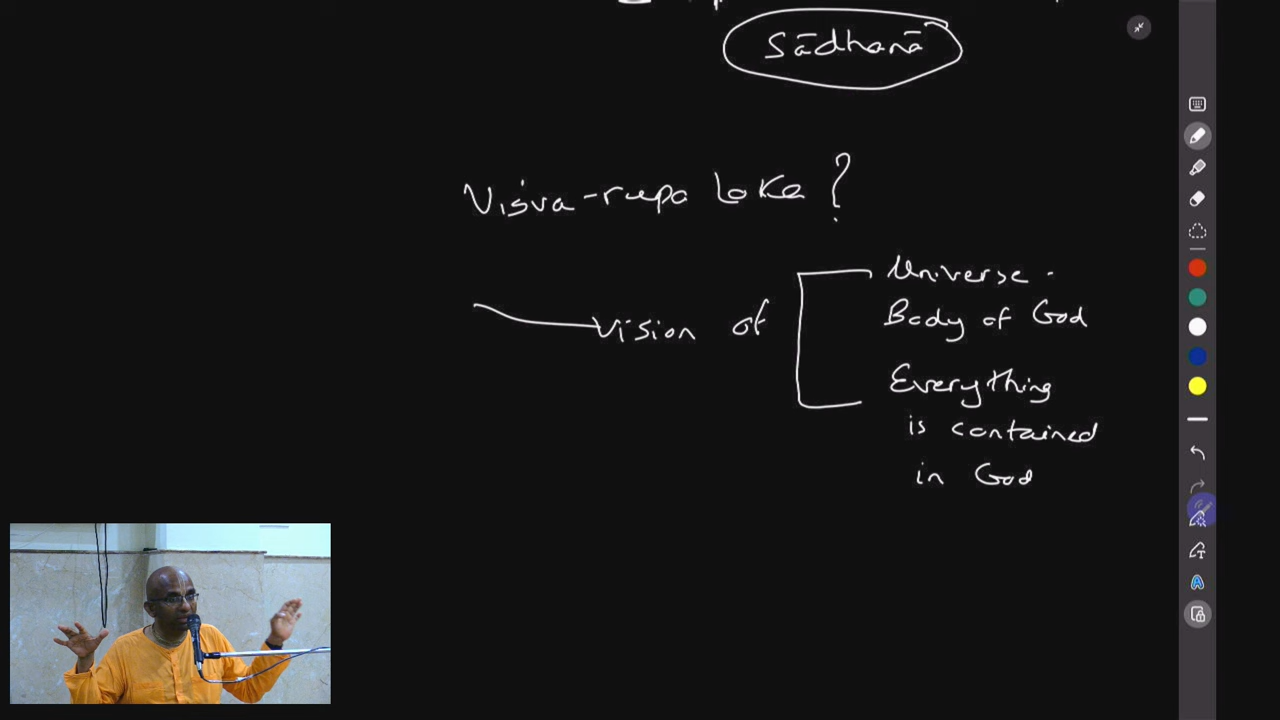 Sādhanā
Viśva-rupa Loka ?
Vision of
Universe -
Body of God
Everything
is contained
in God